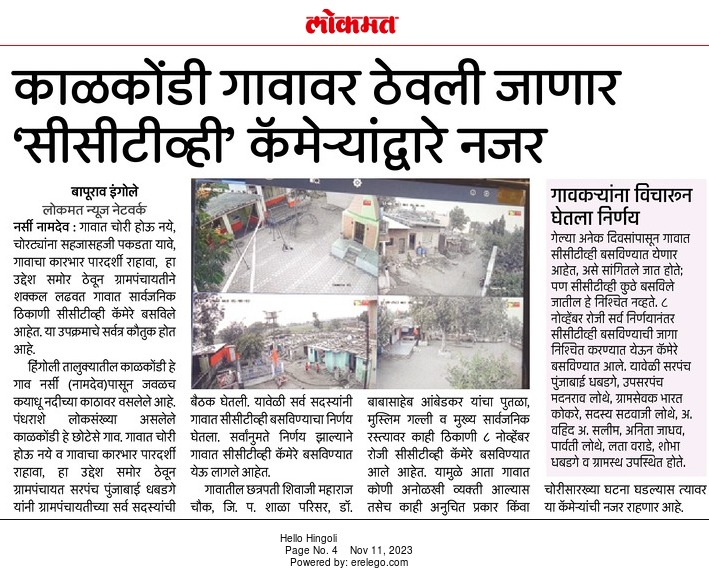 लोकमत
काळकोंडी गावावर ठेवली जाणार
‘सीसीटीव्ही’ कॅमेऱ्यांद्वारे नजर
बापूराव इंगोले
लोकमत न्यूज नेटवर्क
नर्सी नामदेव : गावात चोरी होऊ नये,
चोरट्यांना सहजासहजी पकडता यावे,
गावाचा कारभार पारदर्शी राहावा, हा
उद्देश समोर ठेवून ग्रामपंचायतीने
शक्कल लढवत गावात सार्वजनिक
ठिकाणी सीसीटीव्ही कॅमेरे बसविले
आहेत. या उपक्रमाचे सर्वत्र कौतुक होत
आहे.
हिंगोली तालुक्यातील काळकोंडी हे
गाव नर्सी (नामदेव)पासून जवळच
कयाधू नदीच्या काठावर वसलेले आहे.
पंधराशे लोकसंख्या असलेले
काळकोंडी हे छोटेसे गाव. गावात चोरी
होऊ नये व गावाचा कारभार पारदर्शी
राहावा, हा उद्देश समोर ठेवून
ग्रामपंचायत सरपंच पुंजाबाई धबडगे
यांनी ग्रामपंचायतीच्या सर्व सदस्यांची
बैठक घेतली. यावेळी सर्व सदस्यांनी
गावात सीसीटीव्ही बसविण्याचा निर्णय
घेतला. सर्वांनुमते निर्णय झाल्याने
गावात सीसीटीव्ही कॅमेरे बसविण्यात
येऊ लागले आहेत.
गावातील छत्रपती शिवाजी महाराज
चौक, जि. प. शाळा परिसर, डॉ.
बाबासाहेब आंबेडकर यांचा पुतळा,
मुस्लिम गल्ली व मुख्य सार्वजनिक
रस्त्यावर काही ठिकाणी ८ नोव्हेंबर
रोजी सीसीटीव्ही कॅमेरे बसविण्यात
आले आहेत. यामुळे आता गावात
कोणी अनोळखी व्यक्ती आल्यास
तसेच काही अनुचित प्रकार किंवा
चोरीसारख्या घटना घडल्यास त्यावर
या कॅमेऱ्यांची नजर राहणार आहे.
गावकऱ्यांना विचारून
घेतला निर्णय
गेल्या अनेक दिवसांपासून गावात
सीसीटीव्ही बसविण्यात येणार
आहेत, असे सांगितले जात होते;
पण सीसीटीव्ही कुठे बसविले
जातील हे निश्चित नव्हते. ८
नोव्हेंबर रोजी सर्व निर्णयानंतर
सीसीटीव्ही बसविण्याची जागा
निश्चित करण्यात येऊन कॅमेरे
बसविण्यात आले. यावेळी सरपंच
पुंजाबाई धबडगे, उपसरपंच
मदनराव लोथे, ग्रामसेवक भारत
कोकरे, सदस्य सटवाजी लोथे, अ.
वहिद अ. सलीम, अनिता जाधव,
पार्वती लोथे, लता वराडे, शोभा
धबडगे व ग्रामस्थ उपस्थित होते.
Hello Hingoli
Page No. 4 Nov 11, 2023
Powered by: erelego.com